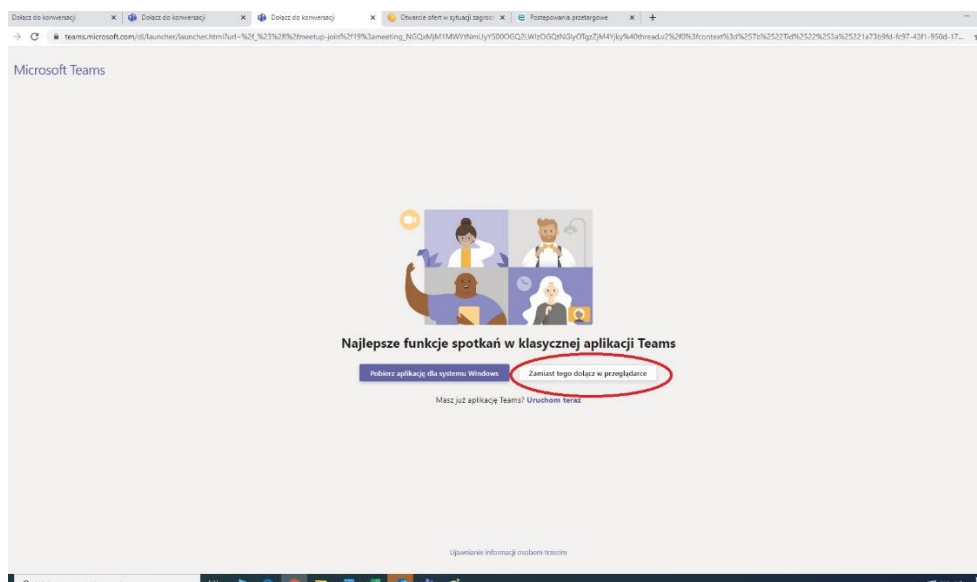 Dołącz do konwersacji
Dołącz do konwersacji
Dołącz do konwersacji
Otwarcie ofert w sytuacji
Postępowania przetargowe
Microsoft Teams
Najlepsze funkcje spotkań w klasycznej aplikacji Teams
Pobierz aplikację dla systemu Windows
Zamiast tego dołącz w przeglądarce
Masz już aplikację Teams? Uruchom teraz
Ujawnianie informacji osobom trzecim